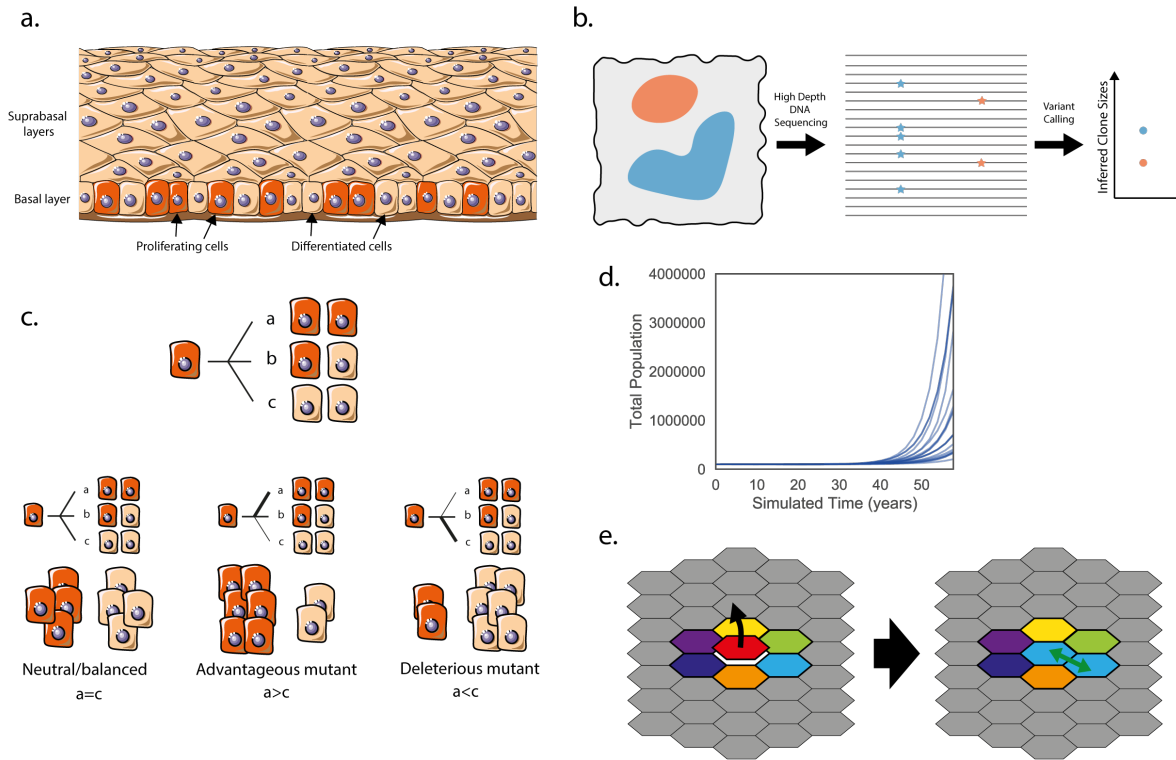 a.
Suprabasal
layers
Basal layer
Proliferating cells
Differentiated cells
b.
High Depth
DNA
Sequencing
Variant
Calling
Inferred Clone Sizes
c.
a
b
c
a
b
c
Neutral/balanced
a=c
a
b
c
Advantageous mutant
a>c
a
b
c
Deleterious mutant
a<c
d.
Total Population
4000000
3000000
2000000
1000000
0
0 10 20 30 40 50
Simulated Time (years)
e.